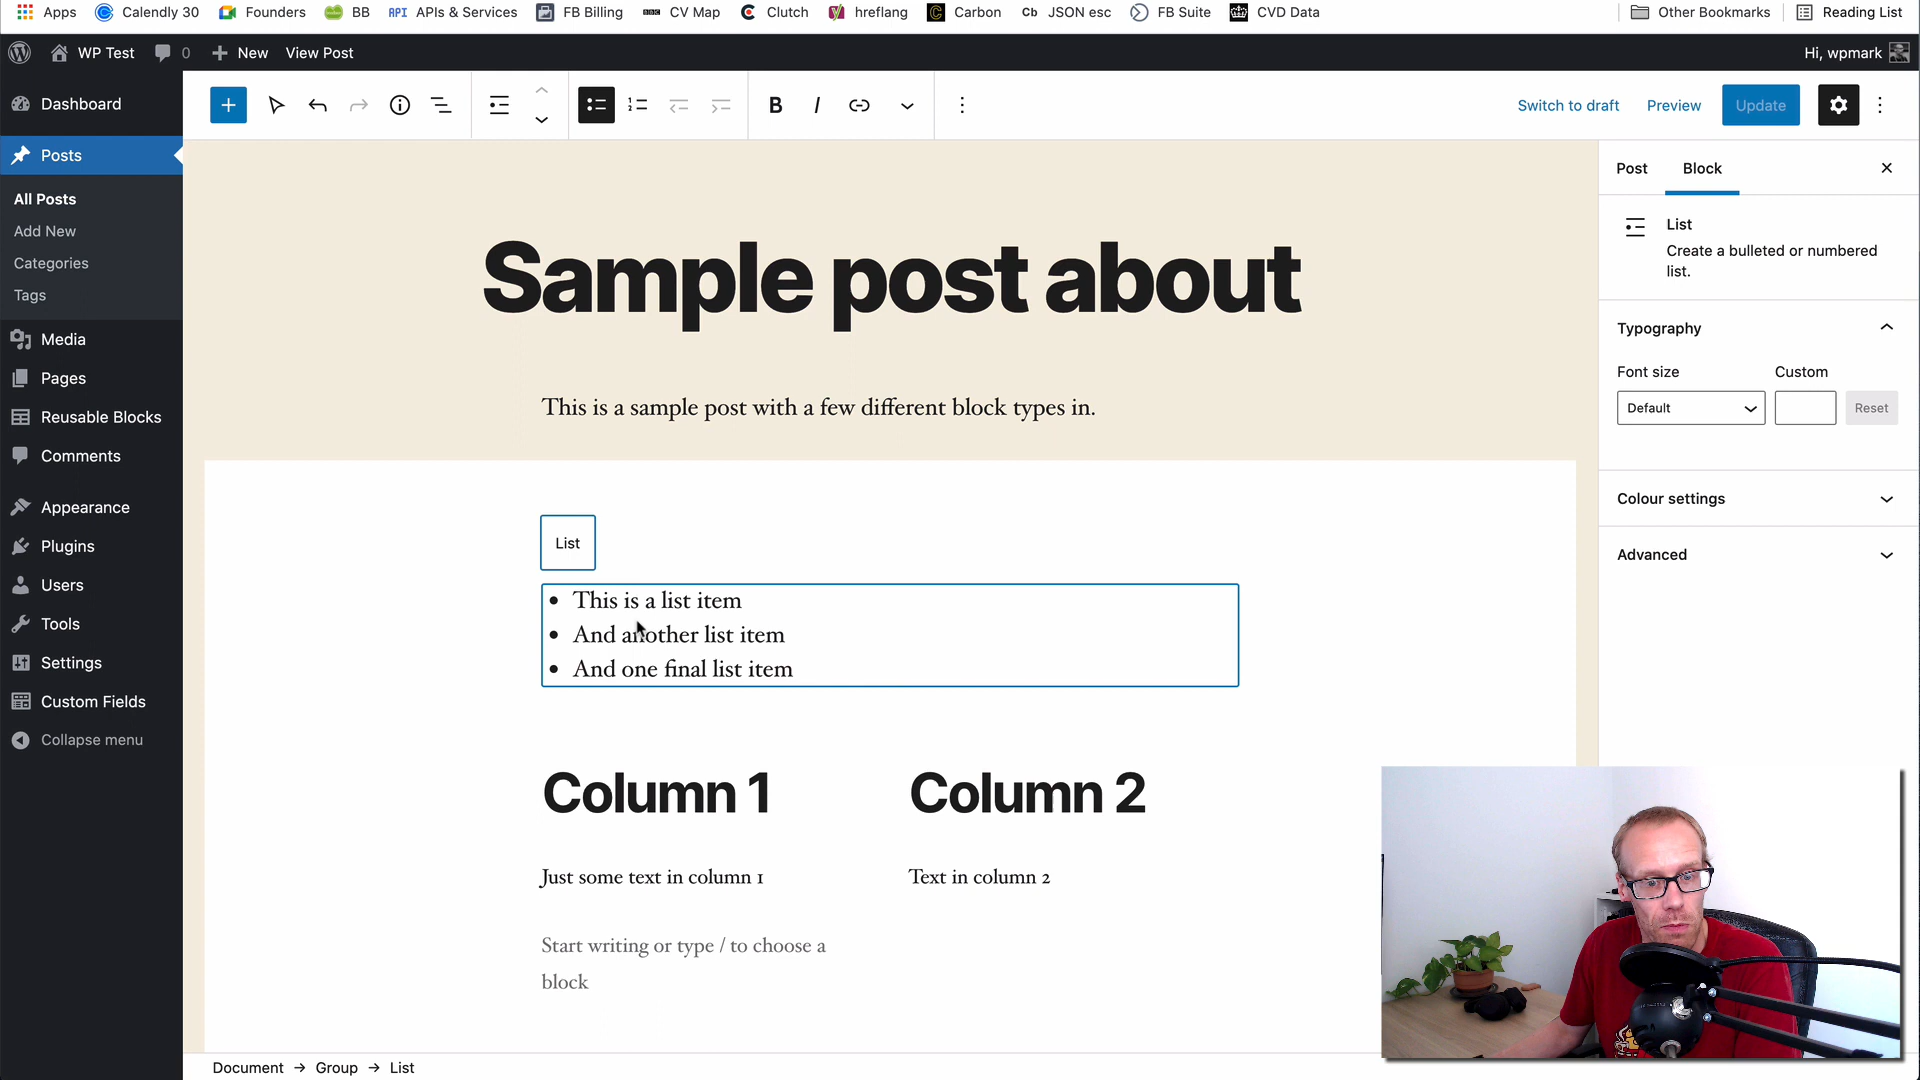 Apps Calendly 30 Founders BB API APIs & Services FB Billing BBC CV Map Clutch hreflang Carbon Cb JSON esc FB Suite CVD Data Other Bookmarks Reading List
WP Test 0 New View Post Hi, wpmark
Dashboard
Posts
All Posts
Add New
Categories
Tags
Media
Pages
Reusable Blocks
Comments
Appearance
Plugins
Users
Tools
Settings
Custom Fields
Collapse menu
B I Switch to draft Preview Update
Sample post about
This is a sample post with a few different block types in.
List
• This is a list item
• And another list item
• And one final list item
Column 1 Column 2
Just some text in column 1 Text in column 2
Start writing or type / to choose a
block
Document → Group → List
Post Block
List
Create a bulleted or numbered
list.
Typography
Font size Custom
Default Reset
Colour settings
Advanced